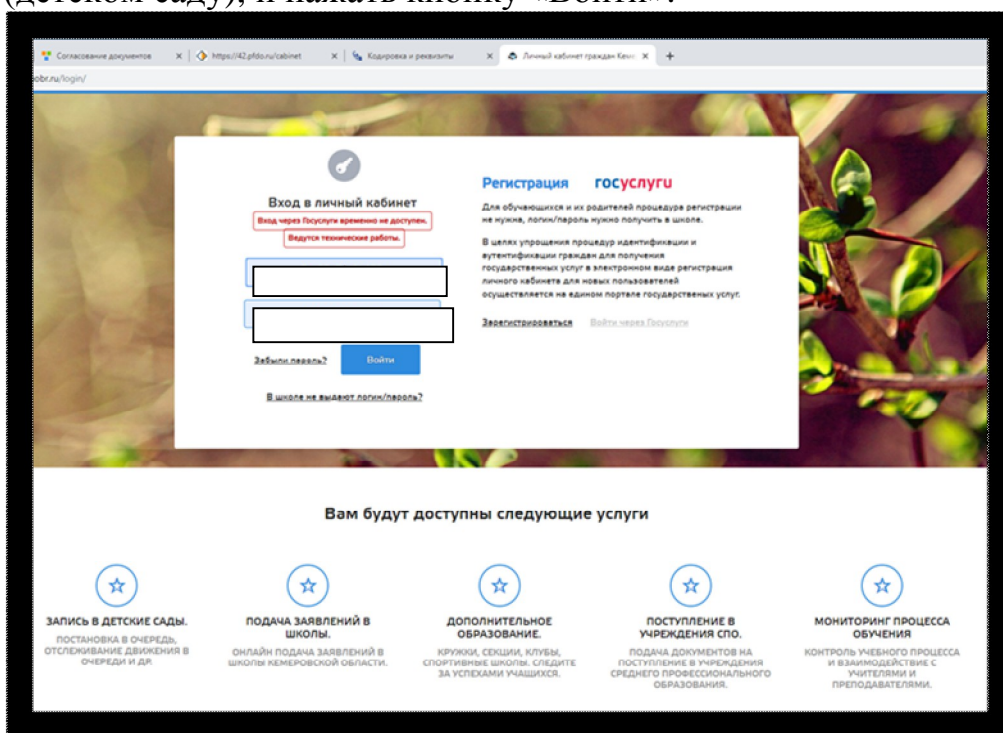 (детском саду), и нажать кнопку «Войти».
Согласование документов
https://42.pfdo.ru/cabinet
Кодировка и реквизиты
Личный кабинет граждан Кем
obr.ru/login/
Вход в личный кабинет
Вход через Госуслуги временно не доступен.
Ведутся технические работы.
Забыли пароль?
Войти
В школе не выдают логин/пароль?
Регистрация госуслуги
Для обучающихся и их родителей процедура регистрации
не нужна, логин/пароль нужно получить в школе.
В целях упрощения процедур идентификации и
аутентификации граждан для получения
государственных услуг в электронном виде регистрация
личного кабинета для новых пользователей
осуществляется на едином портале государственых услуг.
Зарегистрироваться Войти через Госуслуги
Вам будут доступны следующие услуги
ЗАПИСЬ В ДЕТСКИЕ САДЫ.
ПОСТАНОВКА В ОЧЕРЕДЬ,
ОТСЛЕЖИВАНИЕ ДВИЖЕНИЯ В
ОЧЕРЕДИ И ДР.
ПОДАЧА ЗАЯВЛЕНИЙ В
ШКОЛЫ.
ОНЛАЙН ПОДАЧА ЗАЯВЛЕНИЙ В
ШКОЛЫ КЕМЕРОВСКОЙ ОБЛАСТИ.
ДОПОЛНИТЕЛЬНОЕ
ОБРАЗОВАНИЕ.
КРУЖКИ, СЕКЦИИ, КЛУБЫ,
СПОРТИВНЫЕ ШКОЛЫ. СЛЕДИТЕ
ЗА УСПЕХАМИ УЧАЩИХСЯ.
ПОСТУПЛЕНИЕ В
УЧРЕЖДЕНИЯ СПО.
ПОДАЧА ДОКУМЕНТОВ НА
ПОСТУПЛЕНИЕ В УЧРЕЖДЕНИЯ
СРЕДНЕГО ПРОФЕССИОНАЛЬНОГО
ОБРАЗОВАНИЯ.
МОНИТОРИНГ ПРОЦЕССА
ОБУЧЕНИЯ
КОНТРОЛЬ УЧЕБНОГО ПРОЦЕССА
И ВЗАИМОДЕЙСТВИЕ С
УЧИТЕЛЯМИ И
ПРЕПОДАВАТЕЛЯМИ.